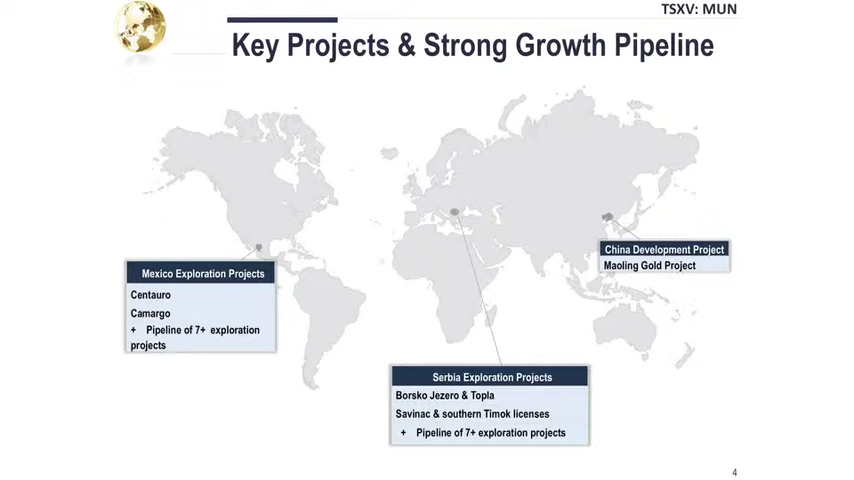 TSXV: MUN
Key Projects & Strong Growth Pipeline
China Development Project
Maoling Gold Project
Mexico Exploration Projects
Centauro
Camargo
+ Pipeline of 7+ exploration
projects
Serbia Exploration Projects
Borsko Jezero & Topla
Savinac & southern Timok licenses
+ Pipeline of 7+ exploration projects
4